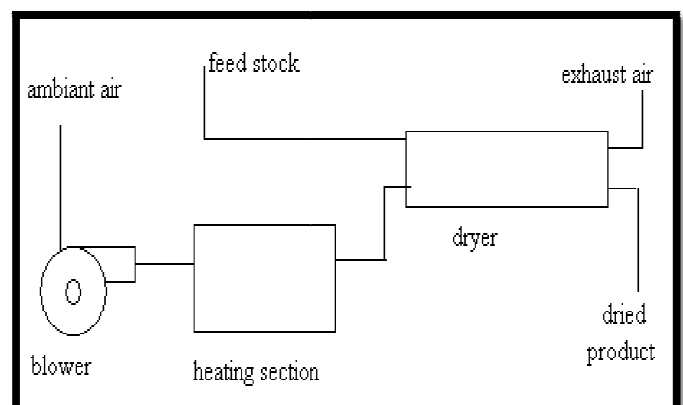 feed stock
exhaust air
ambiant air
dryer
dried
product
blower
heating section